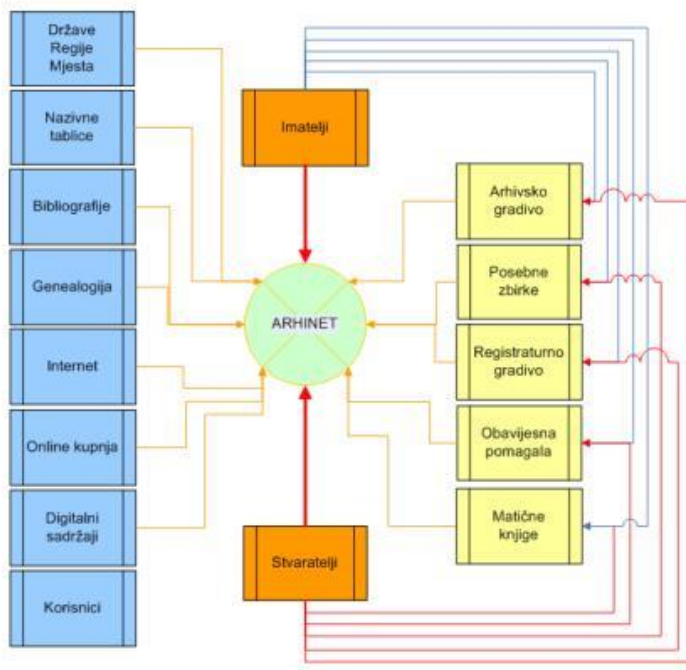 Države
Regije
Mjesta
Nazivne
tablice
Bibliografije
Genealogija
Internet
Online kupnja
Digitalni
sadržaji
Korisnici
Imatelji
ARHINET
Stvaratelji
Arhivsko
gradivo
Posebne
zbirke
Registraturno
gradivo
Obavijesna
pomagala
Matične
knjige